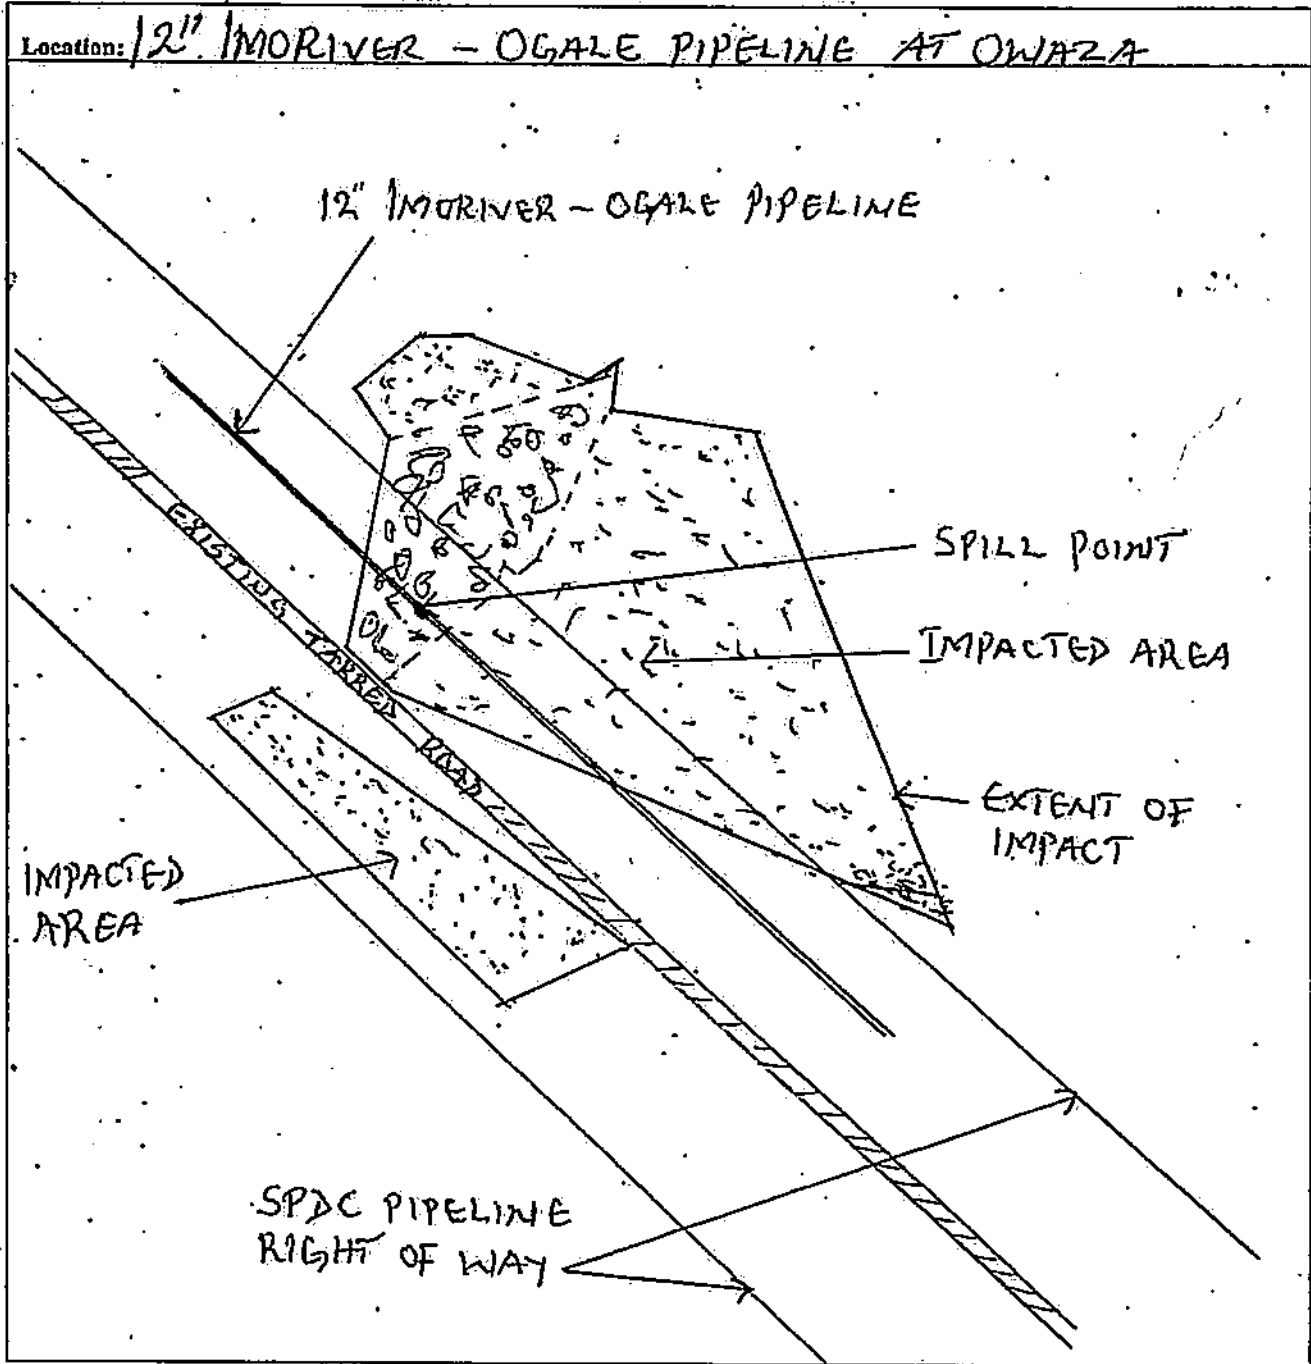 Location: 12" IMORIVER - OGALE PIPELINE AT OWAZA
12" IMORIVER - OGALE PIPELINE
SPILL POINT
IMPACTED AREA
EXISTING TARRED ROAD
EXTENT OF
IMPACT
IMPACTED
AREA
SPDC PIPELINE
RIGHT OF WAY